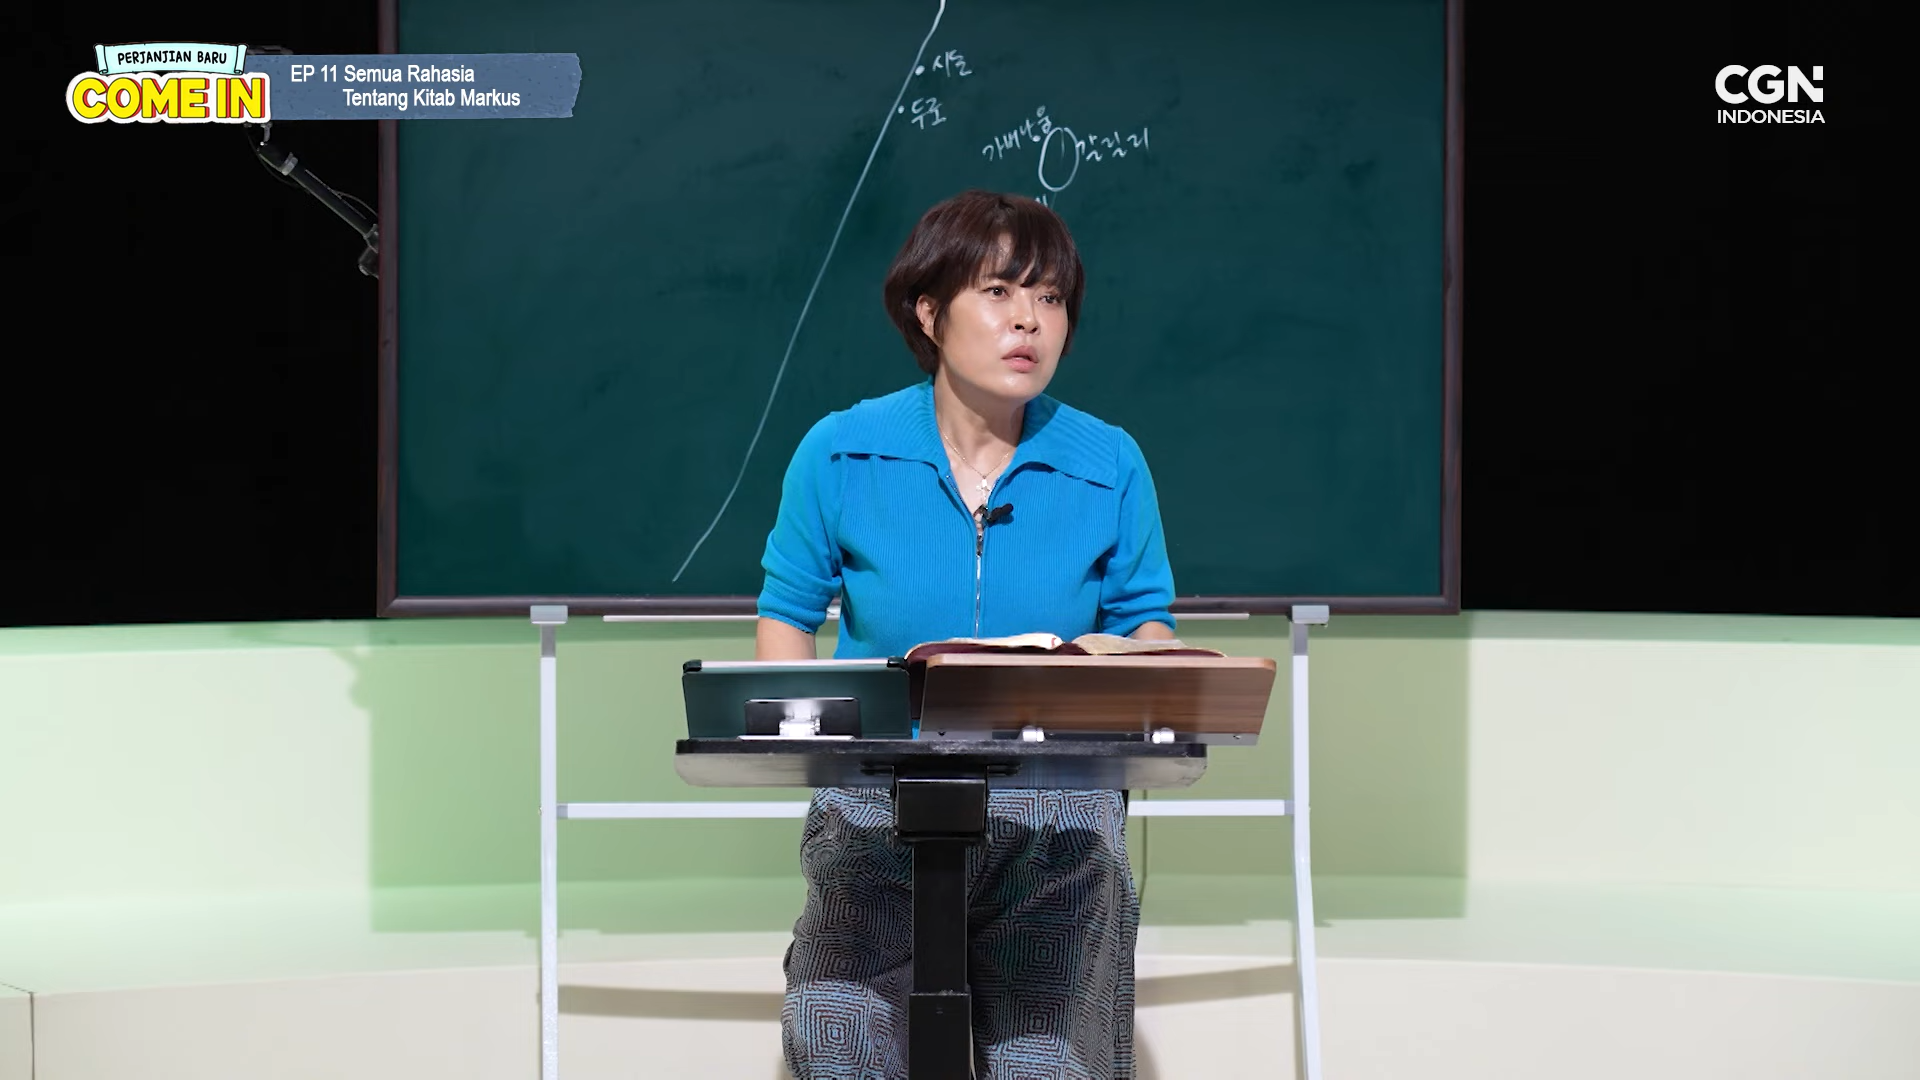 PERJANJIAN BARU
COME IN
EP 11 Semua Rahasia
Tentang Kitab Markus
CGN
INDONESIA
시돈
두로
가버나움
갈릴리